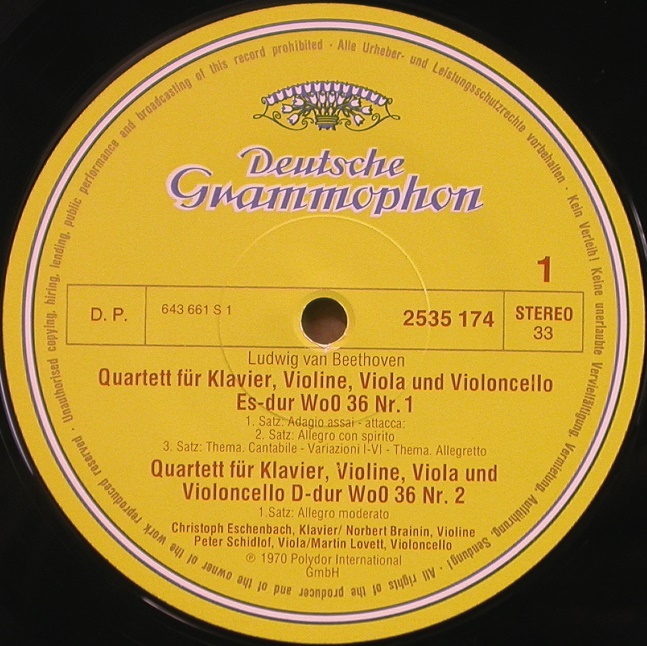 Unauthorised copying, hiring, lending, public performance and broadcasting of this record prohibited · Alle Urheber- und Leistungsschutzrechte vorbehalten · Kein Verleih! Keine unerlaubte Vervielfältigung, Vermietung, Aufführung, Sendung! · All rights of the producer and of the owner of the work reproduced reserved ·
Deutsche
Grammophon
1
D. P.
643 661 S 1
2535 174
STEREO
33
Ludwig van Beethoven
Quartett für Klavier, Violine, Viola und Violoncello
Es-dur WoO 36 Nr. 1
1. Satz: Adagio assai - attacca:
2. Satz: Allegro con spirito
3. Satz: Thema. Cantabile - Variazioni I-VI - Thema. Allegretto
Quartett für Klavier, Violine, Viola und
Violoncello D-dur WoO 36 Nr. 2
1.Satz: Allegro moderato
Christoph Eschenbach, Klavier/ Norbert Brainin, Violine
Peter Schidlof, Viola/Martin Lovett, Violoncello
℗ 1970 Polydor International
GmbH